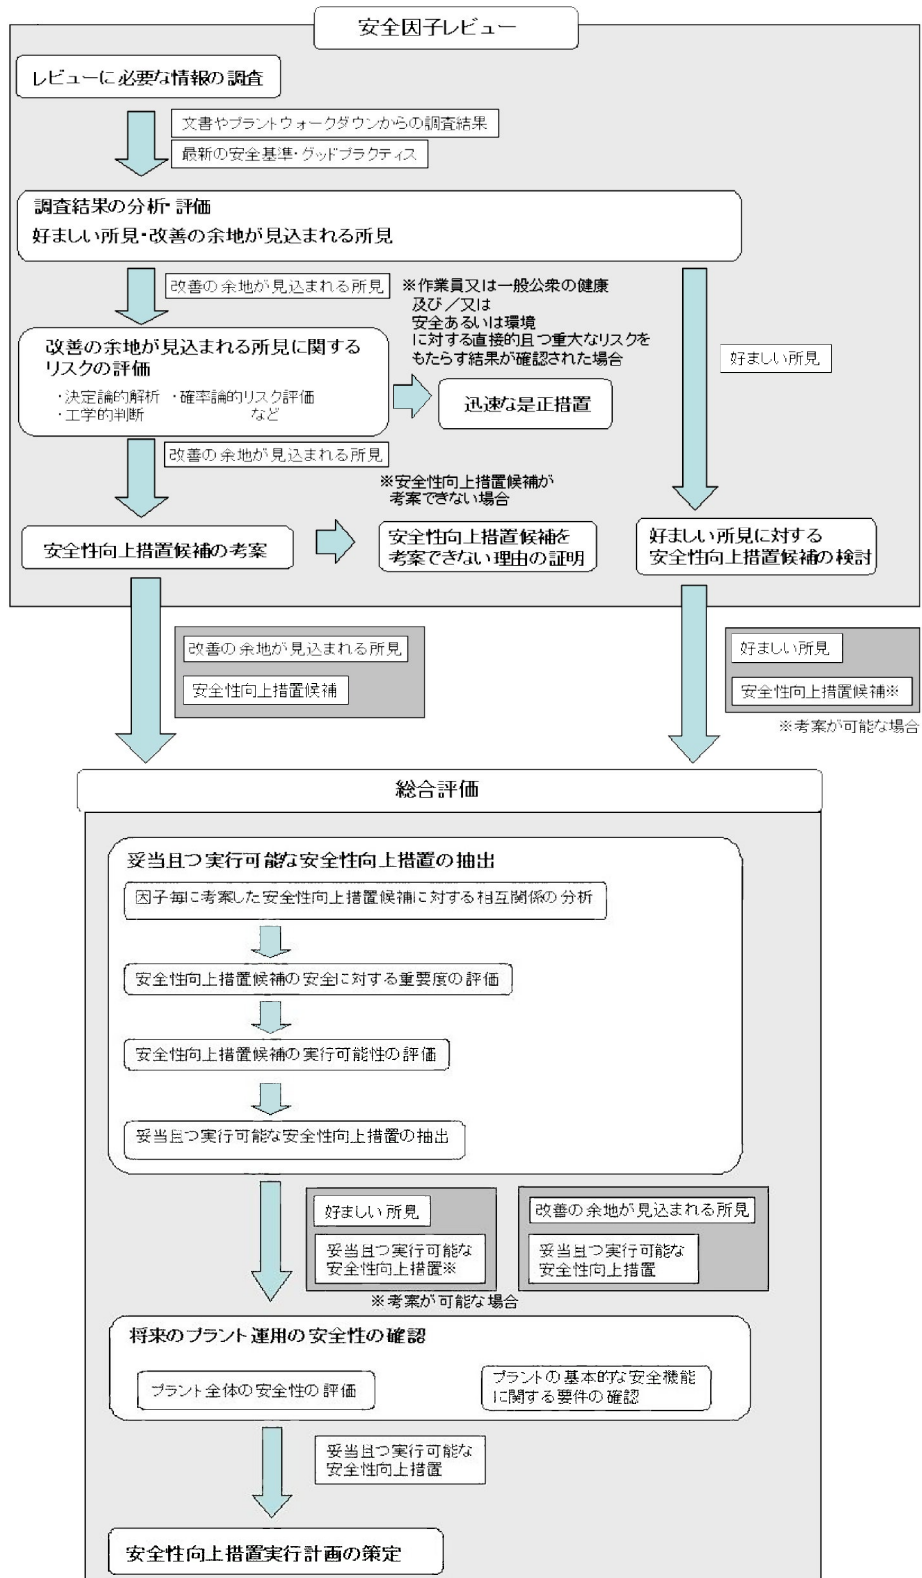 安全因子レビュー
レビューに必要な情報の調査
文書やプラントウォークダウンからの調査結果
最新の安全基準・グッドプラクティス
調査結果の分析・評価
好ましい所見・改善の余地が見込まれる所見
改善の余地が見込まれる所見
※作業員又は一般公衆の健康
及び／又は
安全あるいは環境
に対する直接的且つ重大なリスクを
もたらす結果が確認された場合
好ましい所見
改善の余地が見込まれる所見に関する
リスクの評価
・決定論的解析 ・確率論的リスク評価
・工学的判断 など
迅速な是正措置
改善の余地が見込まれる所見
※安全性向上措置候補が
考案できない場合
安全性向上措置候補の考案
安全性向上措置候補を
考案できない理由の証明
好ましい所見に対する
安全性向上措置候補の検討
改善の余地が見込まれる所見
安全性向上措置候補
好ましい所見
安全性向上措置候補※
※考案が可能な場合
総合評価
妥当且つ実行可能な安全性向上措置の抽出
因子毎に考案した安全性向上措置候補に対する相互関係の分析
安全性向上措置候補の安全に対する重要度の評価
安全性向上措置候補の実行可能性の評価
妥当且つ実行可能な安全性向上措置の抽出
好ましい所見
妥当且つ実行可能な
安全性向上措置※
改善の余地が見込まれる所見
妥当且つ実行可能な
安全性向上措置
※考案が可能な場合
将来のプラント運用の安全性の確認
プラント全体の安全性の評価
プラントの基本的な安全機能
に関する要件の確認
妥当且つ実行可能な
安全性向上措置
安全性向上措置実行計画の策定